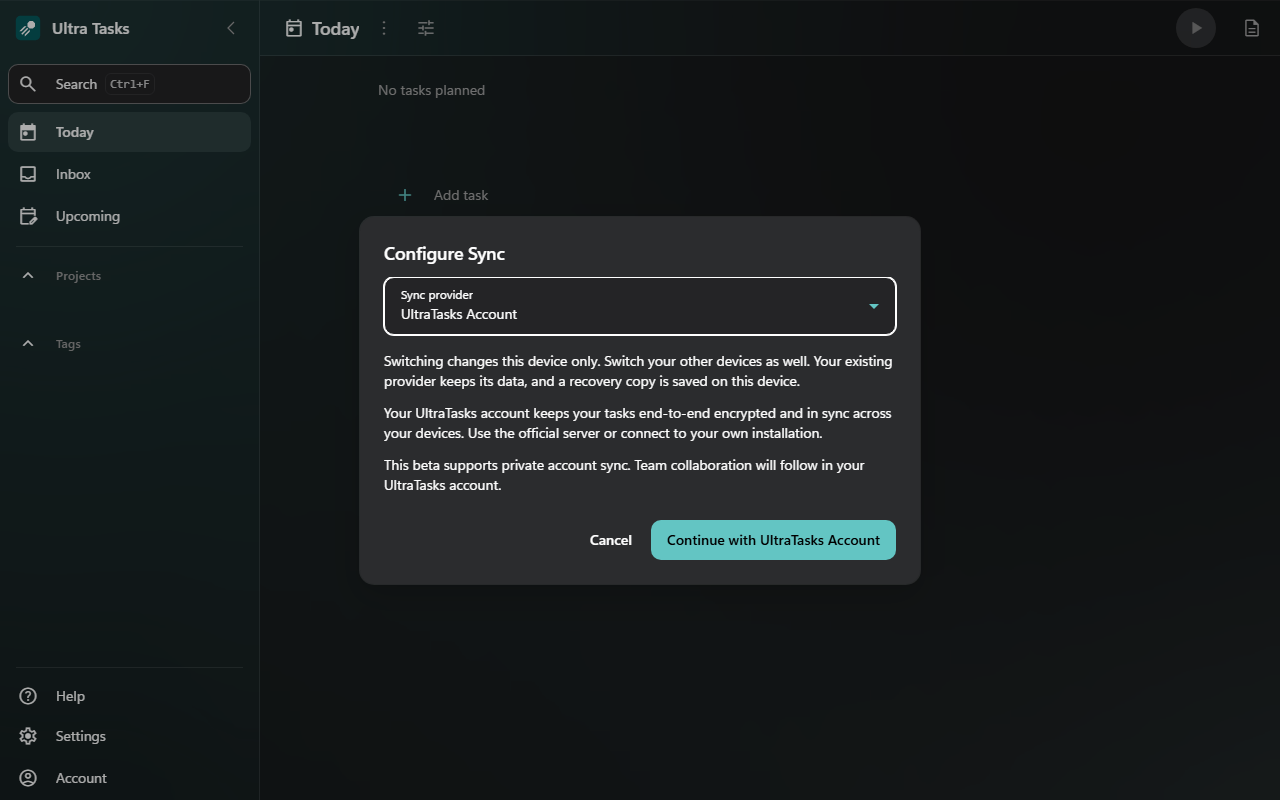 Ultra Tasks
Search Ctrl+F
Today
Inbox
Upcoming
Projects
Tags
Help
Settings
Account
Today
No tasks planned
Add task
Configure Sync
Sync provider
UltraTasks Account
Switching changes this device only. Switch your other devices as well. Your existing
provider keeps its data, and a recovery copy is saved on this device.
Your UltraTasks account keeps your tasks end-to-end encrypted and in sync across
your devices. Use the official server or connect to your own installation.
This beta supports private account sync. Team collaboration will follow in your
UltraTasks account.
Cancel
Continue with UltraTasks Account